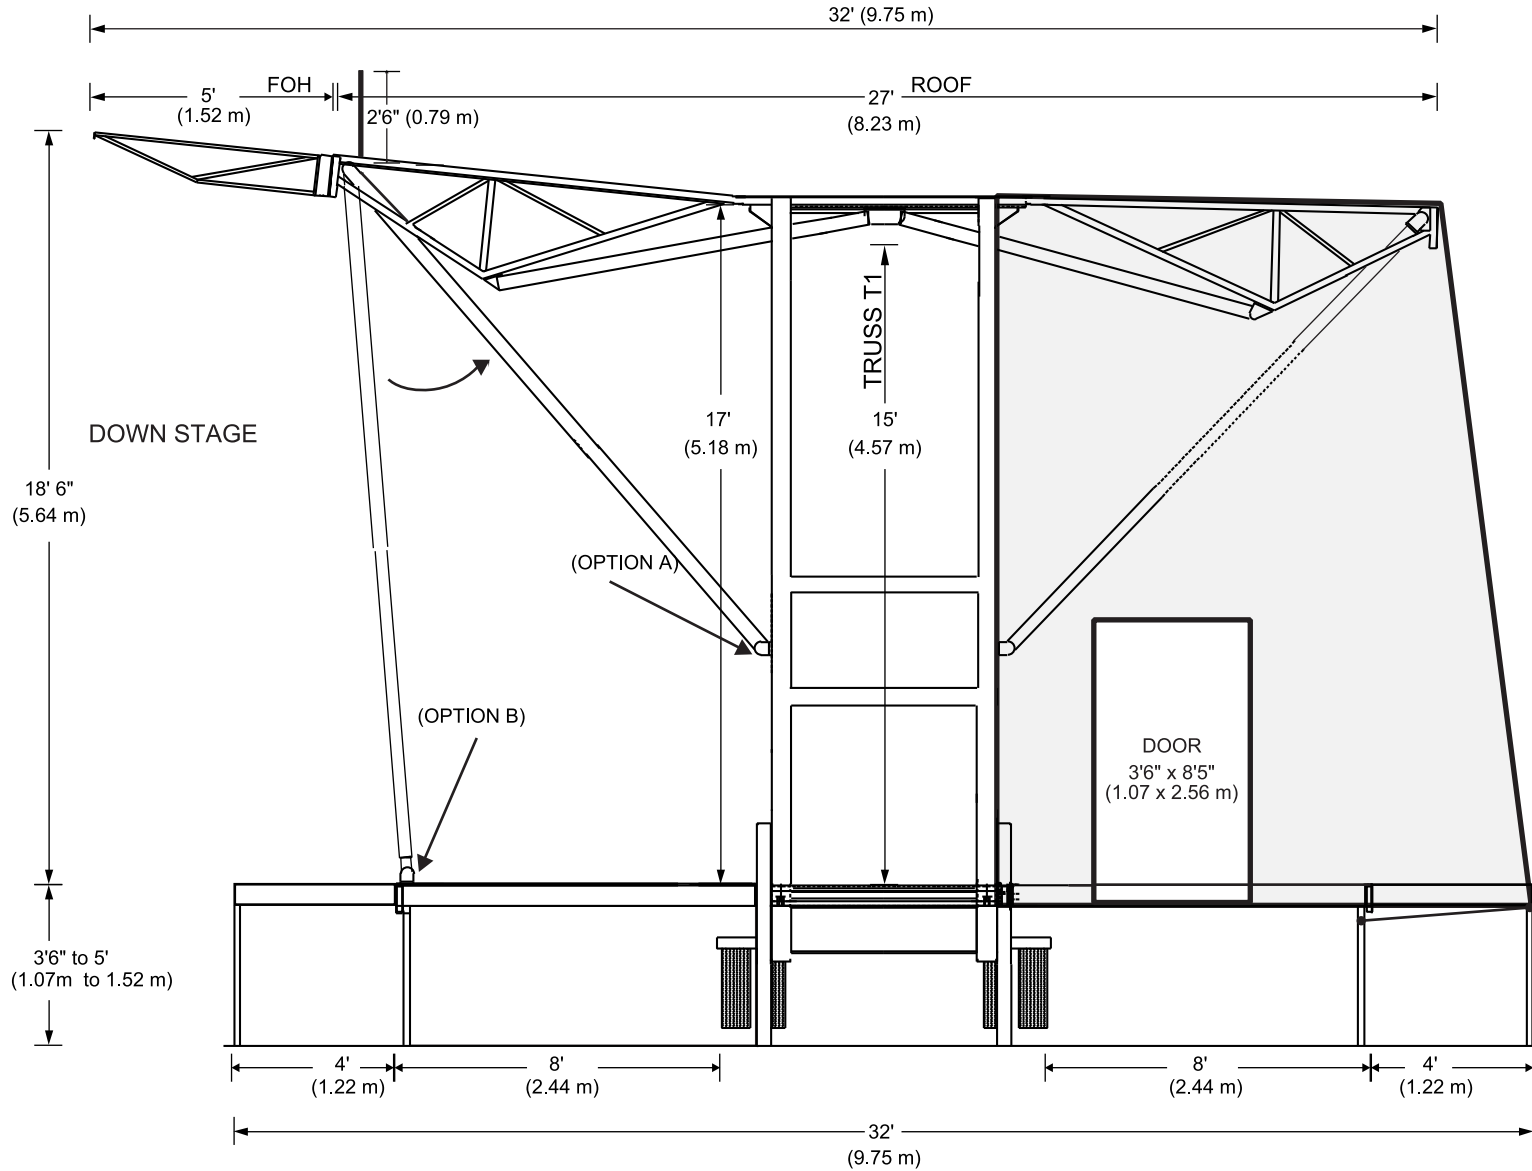 32' (9.75 m)
FOH
ROOF
5'
(1.52 m)
2'6" (0.79 m)
27'
(8.23 m)
TRUSS T1
DOWN STAGE
17'
(5.18 m)
15'
(4.57 m)
18' 6"
(5.64 m)
(OPTION A)
(OPTION B)
DOOR
3'6" x 8'5"
(1.07 x 2.56 m)
3'6" to 5'
(1.07m to 1.52 m)
4'
(1.22 m)
8'
(2.44 m)
8'
(2.44 m)
4'
(1.22 m)
32'
(9.75 m)